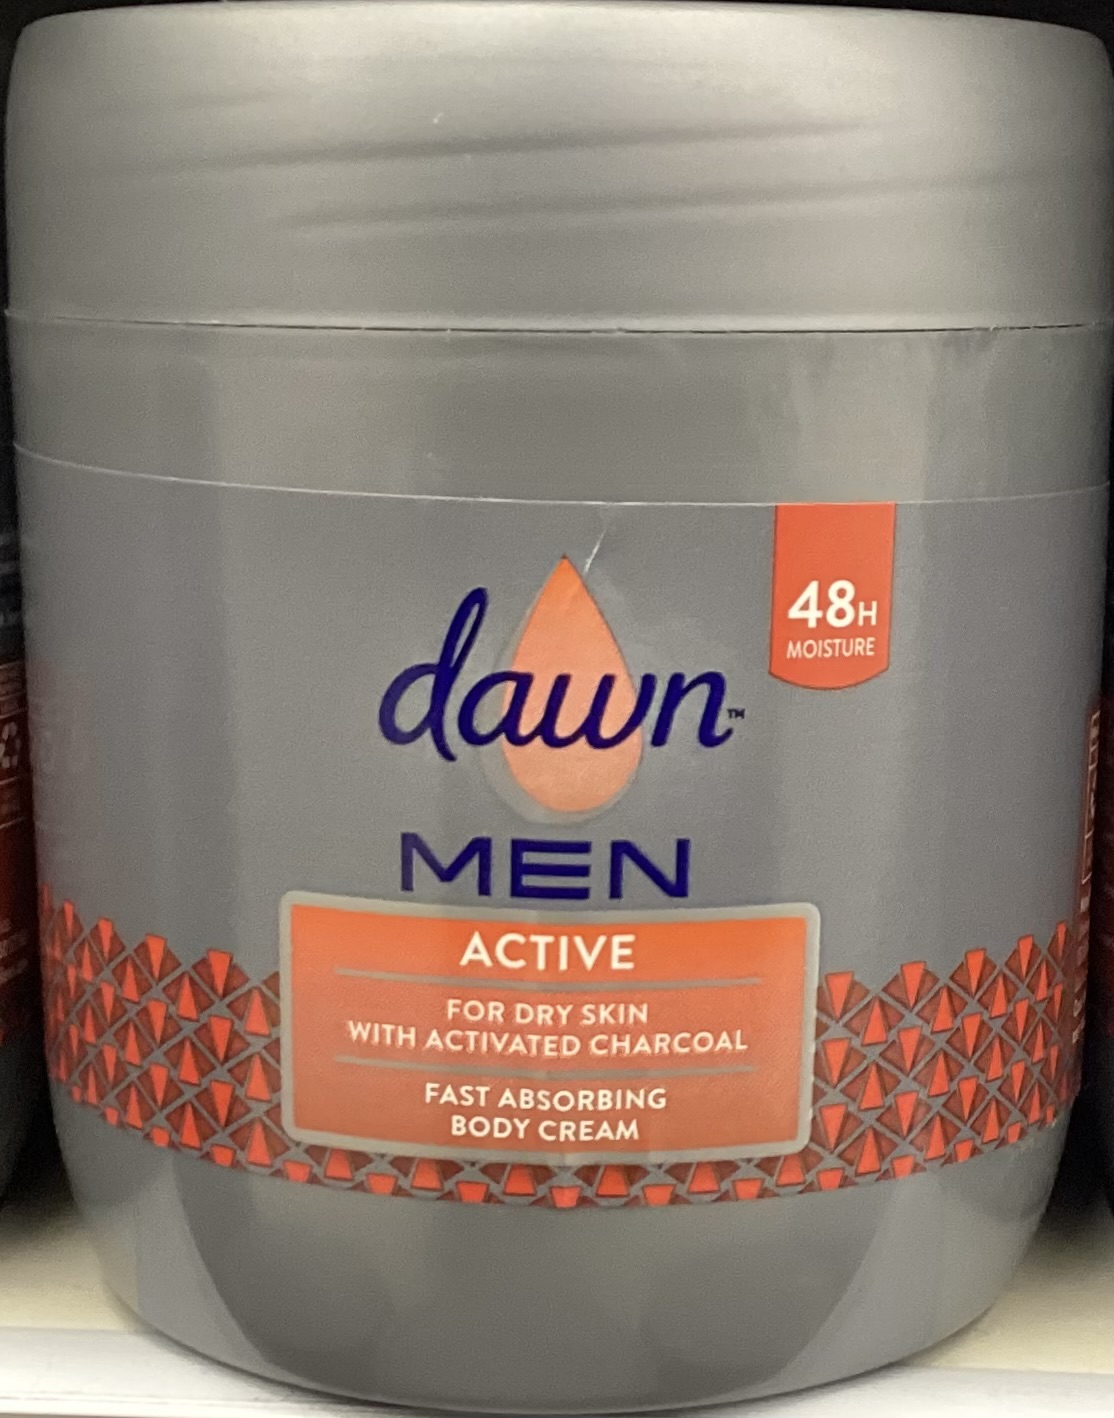 48H
MOISTURE
dawn™
MEN
ACTIVE
FOR DRY SKIN
WITH ACTIVATED CHARCOAL
FAST ABSORBING
BODY CREAM